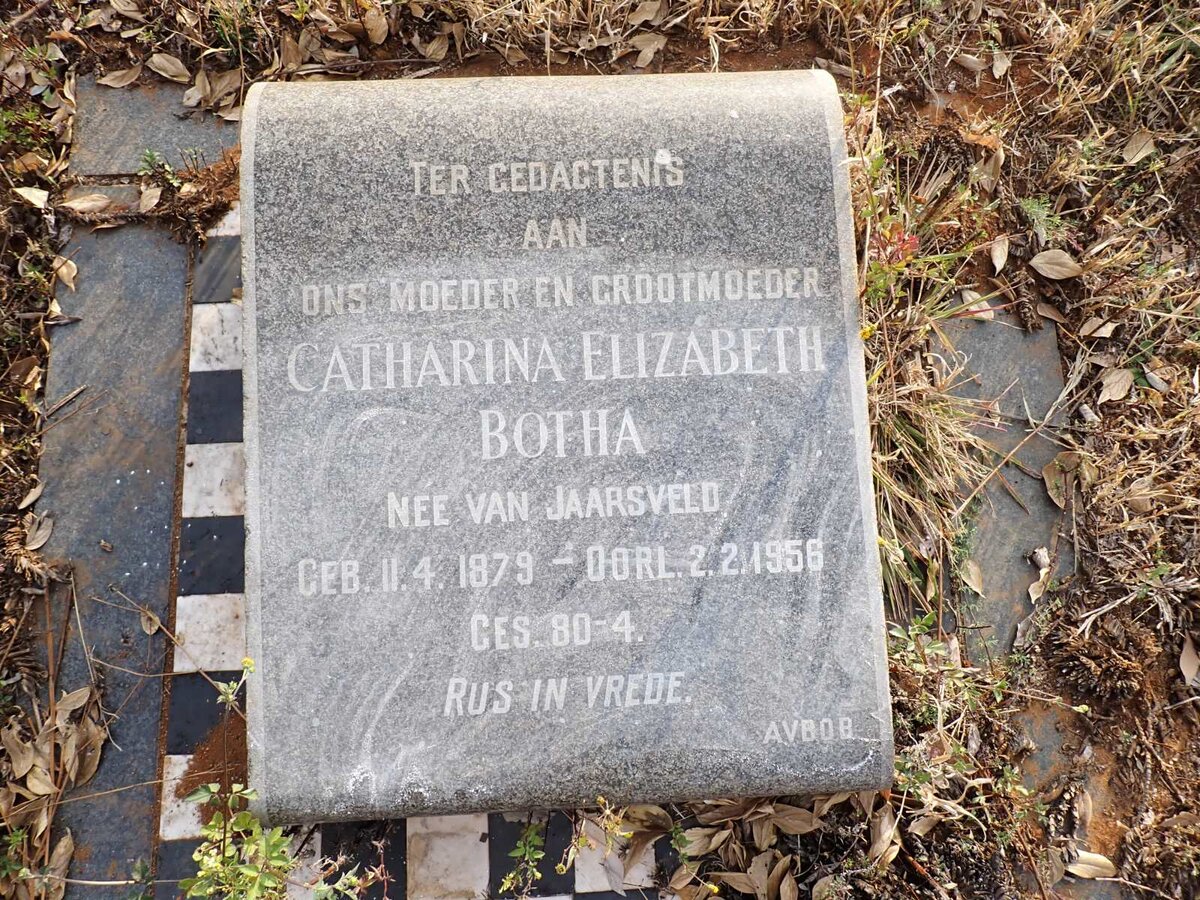 TER GEDACTENIS
AAN
ONS MOEDER EN GROOTMOEDER
CATHARINA ELIZABETH
BOTHA
NEE VAN JAARSVELD.
GEB. 11.4. 1879 – OORL. 2.2.1956
GES. 80-4.
RUS IN VREDE.
AVBOB